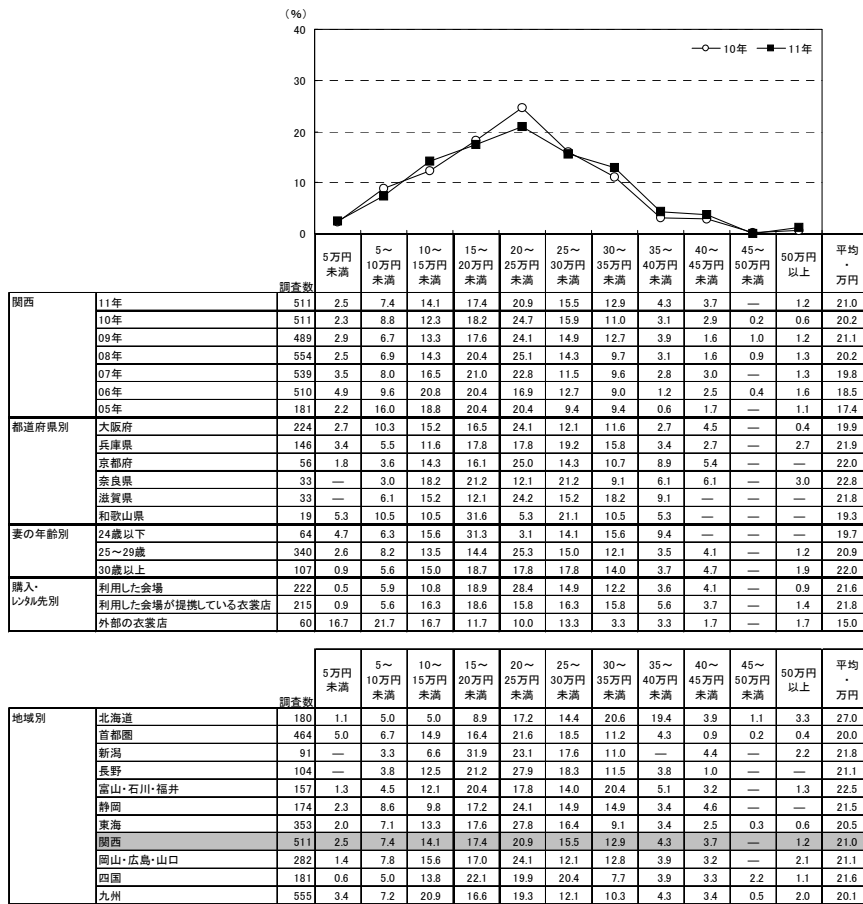 (%)
40
30
20
10
0
10年 11年
調査数 5万円未満 5～10万円未満 10～15万円未満 15～20万円未満 20～25万円未満 25～30万円未満 30～35万円未満 35～40万円未満 40～45万円未満 45～50万円未満 50万円以上 平均・万円
関西 11年 511 2.5 7.4 14.1 17.4 20.9 15.5 12.9 4.3 3.7 — 1.2 21.0
10年 511 2.3 8.8 12.3 18.2 24.7 15.9 11.0 3.1 2.9 0.2 0.6 20.2
09年 489 2.9 6.7 13.3 17.6 24.1 14.9 12.7 3.9 1.6 1.0 1.2 21.1
08年 554 2.5 6.9 14.3 20.4 25.1 14.3 9.7 3.1 1.6 0.9 1.3 20.2
07年 539 3.5 8.0 16.5 21.0 22.8 11.5 9.6 2.8 3.0 — 1.3 19.8
06年 510 4.9 9.6 20.8 20.4 16.9 12.7 9.0 1.2 2.5 0.4 1.6 18.5
05年 181 2.2 16.0 18.8 20.4 20.4 9.4 9.4 0.6 1.7 — 1.1 17.4
都道府県別 大阪府 224 2.7 10.3 15.2 16.5 24.1 12.1 11.6 2.7 4.5 — 0.4 19.9
兵庫県 146 3.4 5.5 11.6 17.8 17.8 19.2 15.8 3.4 2.7 — 2.7 21.9
京都府 56 1.8 3.6 14.3 16.1 25.0 14.3 10.7 8.9 5.4 — — 22.0
奈良県 33 — 3.0 18.2 21.2 12.1 21.2 9.1 6.1 6.1 — 3.0 22.8
滋賀県 33 — 6.1 15.2 12.1 24.2 15.2 18.2 9.1 — — — 21.8
和歌山県 19 5.3 10.5 10.5 31.6 5.3 21.1 10.5 5.3 — — — 19.3
妻の年齢別 24歳以下 64 4.7 6.3 15.6 31.3 3.1 14.1 15.6 9.4 — — — 19.7
25～29歳 340 2.6 8.2 13.5 14.4 25.3 15.0 12.1 3.5 4.1 — 1.2 20.9
30歳以上 107 0.9 5.6 15.0 18.7 17.8 17.8 14.0 3.7 4.7 — 1.9 22.0
購入・レンタル先別 利用した会場 222 0.5 5.9 10.8 18.9 28.4 14.9 12.2 3.6 4.1 — 0.9 21.6
利用した会場が提携している衣裳店 215 0.9 5.6 16.3 18.6 15.8 16.3 15.8 5.6 3.7 — 1.4 21.8
外部の衣裳店 60 16.7 21.7 16.7 11.7 10.0 13.3 3.3 3.3 1.7 — 1.7 15.0
調査数 5万円未満 5～10万円未満 10～15万円未満 15～20万円未満 20～25万円未満 25～30万円未満 30～35万円未満 35～40万円未満 40～45万円未満 45～50万円未満 50万円以上 平均・万円
地域別 北海道 180 1.1 5.0 5.0 8.9 17.2 14.4 20.6 19.4 3.9 1.1 3.3 27.0
首都圏 464 5.0 6.7 14.9 16.4 21.6 18.5 11.2 4.3 0.9 0.2 0.4 20.0
新潟 91 — 3.3 6.6 31.9 23.1 17.6 11.0 — 4.4 — 2.2 21.8
長野 104 — 3.8 12.5 21.2 27.9 18.3 11.5 3.8 1.0 — — 21.1
富山・石川・福井 157 1.3 4.5 12.1 20.4 17.8 14.0 20.4 5.1 3.2 — 1.3 22.5
静岡 174 2.3 8.6 9.8 17.2 24.1 14.9 14.9 3.4 4.6 — — 21.5
東海 353 2.0 7.1 13.3 17.6 27.8 16.4 9.1 3.4 2.5 0.3 0.6 20.5
関西 511 2.5 7.4 14.1 17.4 20.9 15.5 12.9 4.3 3.7 — 1.2 21.0
岡山・広島・山口 282 1.4 7.8 15.6 17.0 24.1 12.1 12.8 3.9 3.2 — 2.1 21.1
四国 181 0.6 5.0 13.8 22.1 19.9 20.4 7.7 3.9 3.3 2.2 1.1 21.6
九州 555 3.4 7.2 20.9 16.6 19.3 12.1 10.3 4.3 3.4 0.5 2.0 20.1